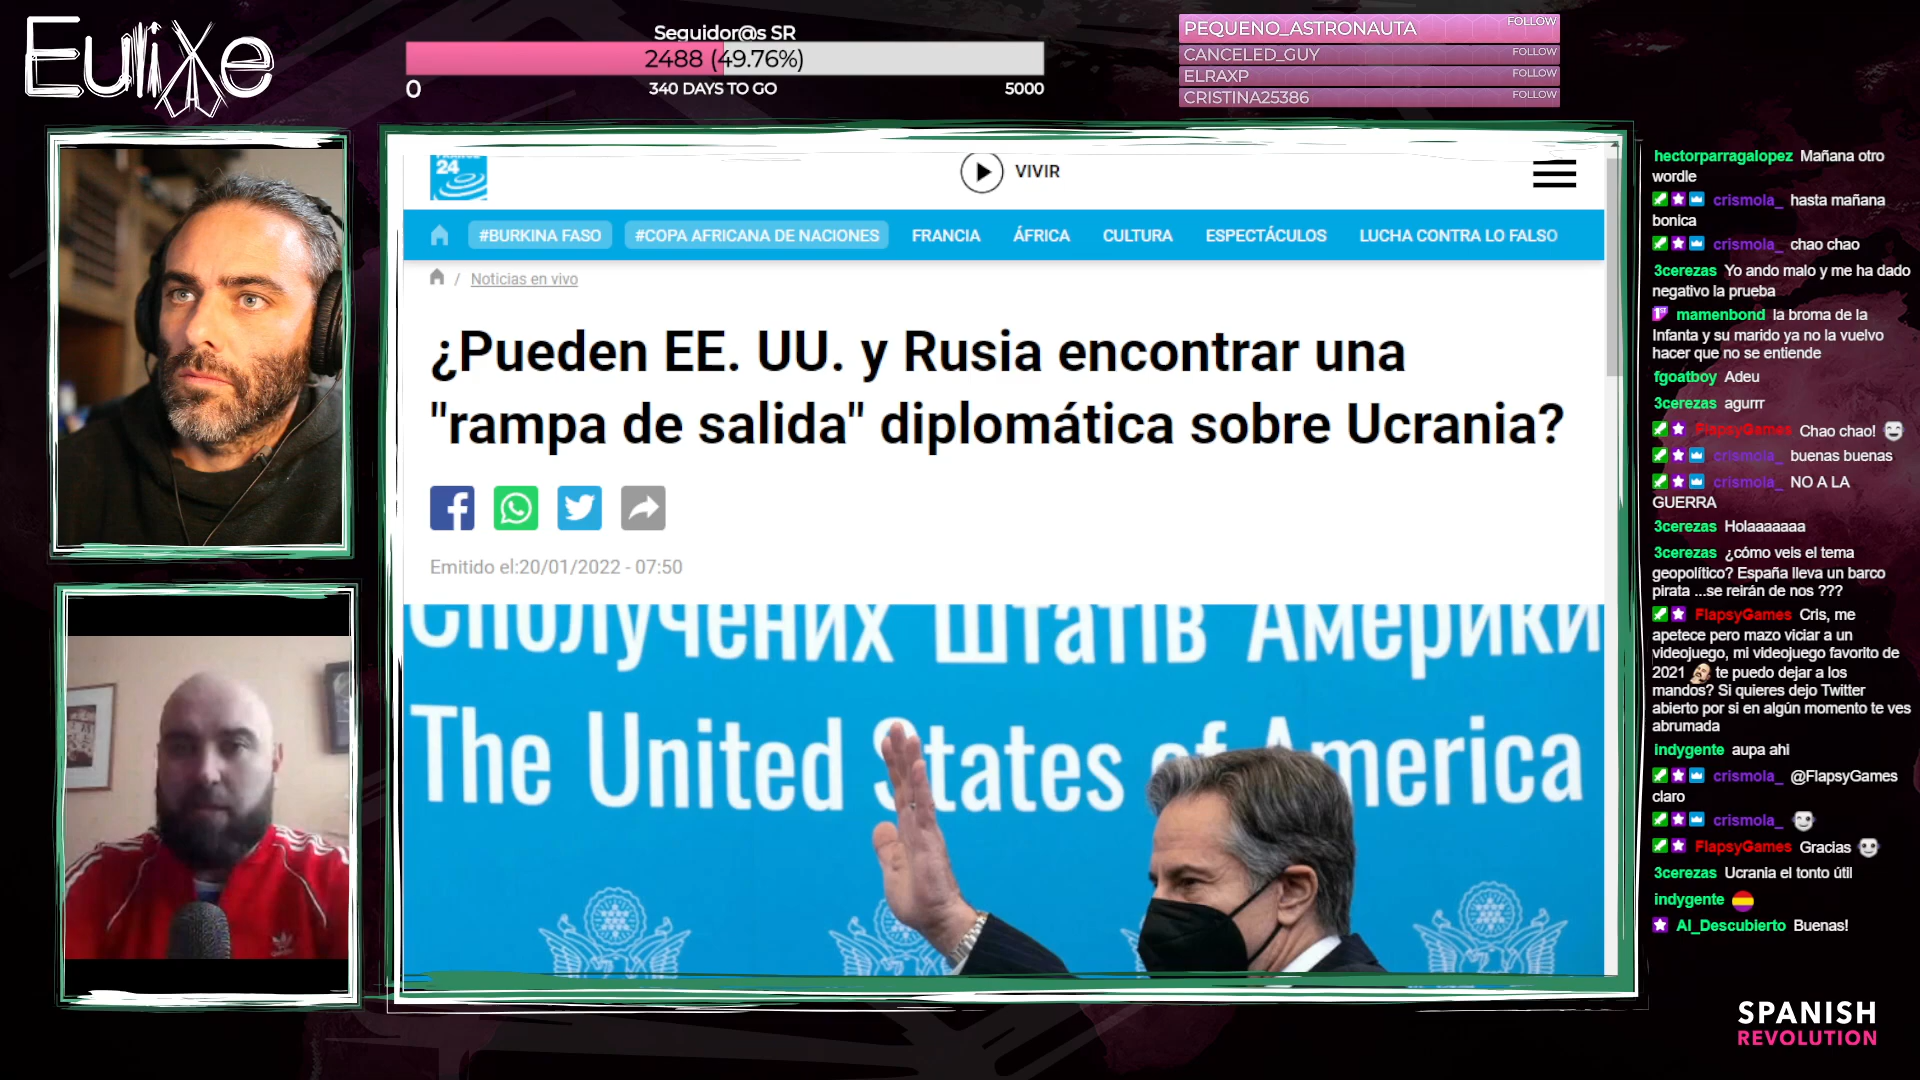 Eurixe
Seguidor@s SR
2488 (49.76%)
0
340 DAYS TO GO
5000
PEQUENO_ASTRONAUTA FOLLOW
CANCELED_GUY FOLLOW
ELRAXP FOLLOW
CRISTINA25386 FOLLOW
24
VIVIR
#BURKINA FASO #COPA AFRICANA DE NACIONES FRANCIA ÁFRICA CULTURA ESPECTÁCULOS LUCHA CONTRA LO FALSO
/ Noticias en vivo
¿Pueden EE. UU. y Rusia encontrar una
"rampa de salida" diplomática sobre Ucrania?
Emitido el:20/01/2022 - 07:50
Сполучених Штатів Америки
The United States of America
hectorparragalopez Mañana otro
wordle
crismola_ hasta mañana
bonica
crismola_ chao chao
3cerezas Yo ando malo y me ha dado
negativo la prueba
mamenbond la broma de la
Infanta y su marido ya no la vuelvo
hacer que no se entiende
fgoatboy Adeu
3cerezas agurrr
FlapsyGames Chao chao!
crismola_ buenas buenas
crismola_ NO A LA
GUERRA
3cerezas Holaaaaaaa
3cerezas ¿cómo veis el tema
geopolítico? España lleva un barco
pirata ...se reirán de nos ???
FlapsyGames Cris, me
apetece pero mazo viciar a un
videojuego, mi videojuego favorito de
2021 te puedo dejar a los
mandos? Si quieres dejo Twitter
abierto por si en algún momento te ves
abrumada
indygente aupa ahi
crismola_ @FlapsyGames
claro
crismola_
FlapsyGames Gracias
3cerezas Ucrania el tonto útil
indygente
Al_Descubierto Buenas!
SPANISH
REVOLUTION